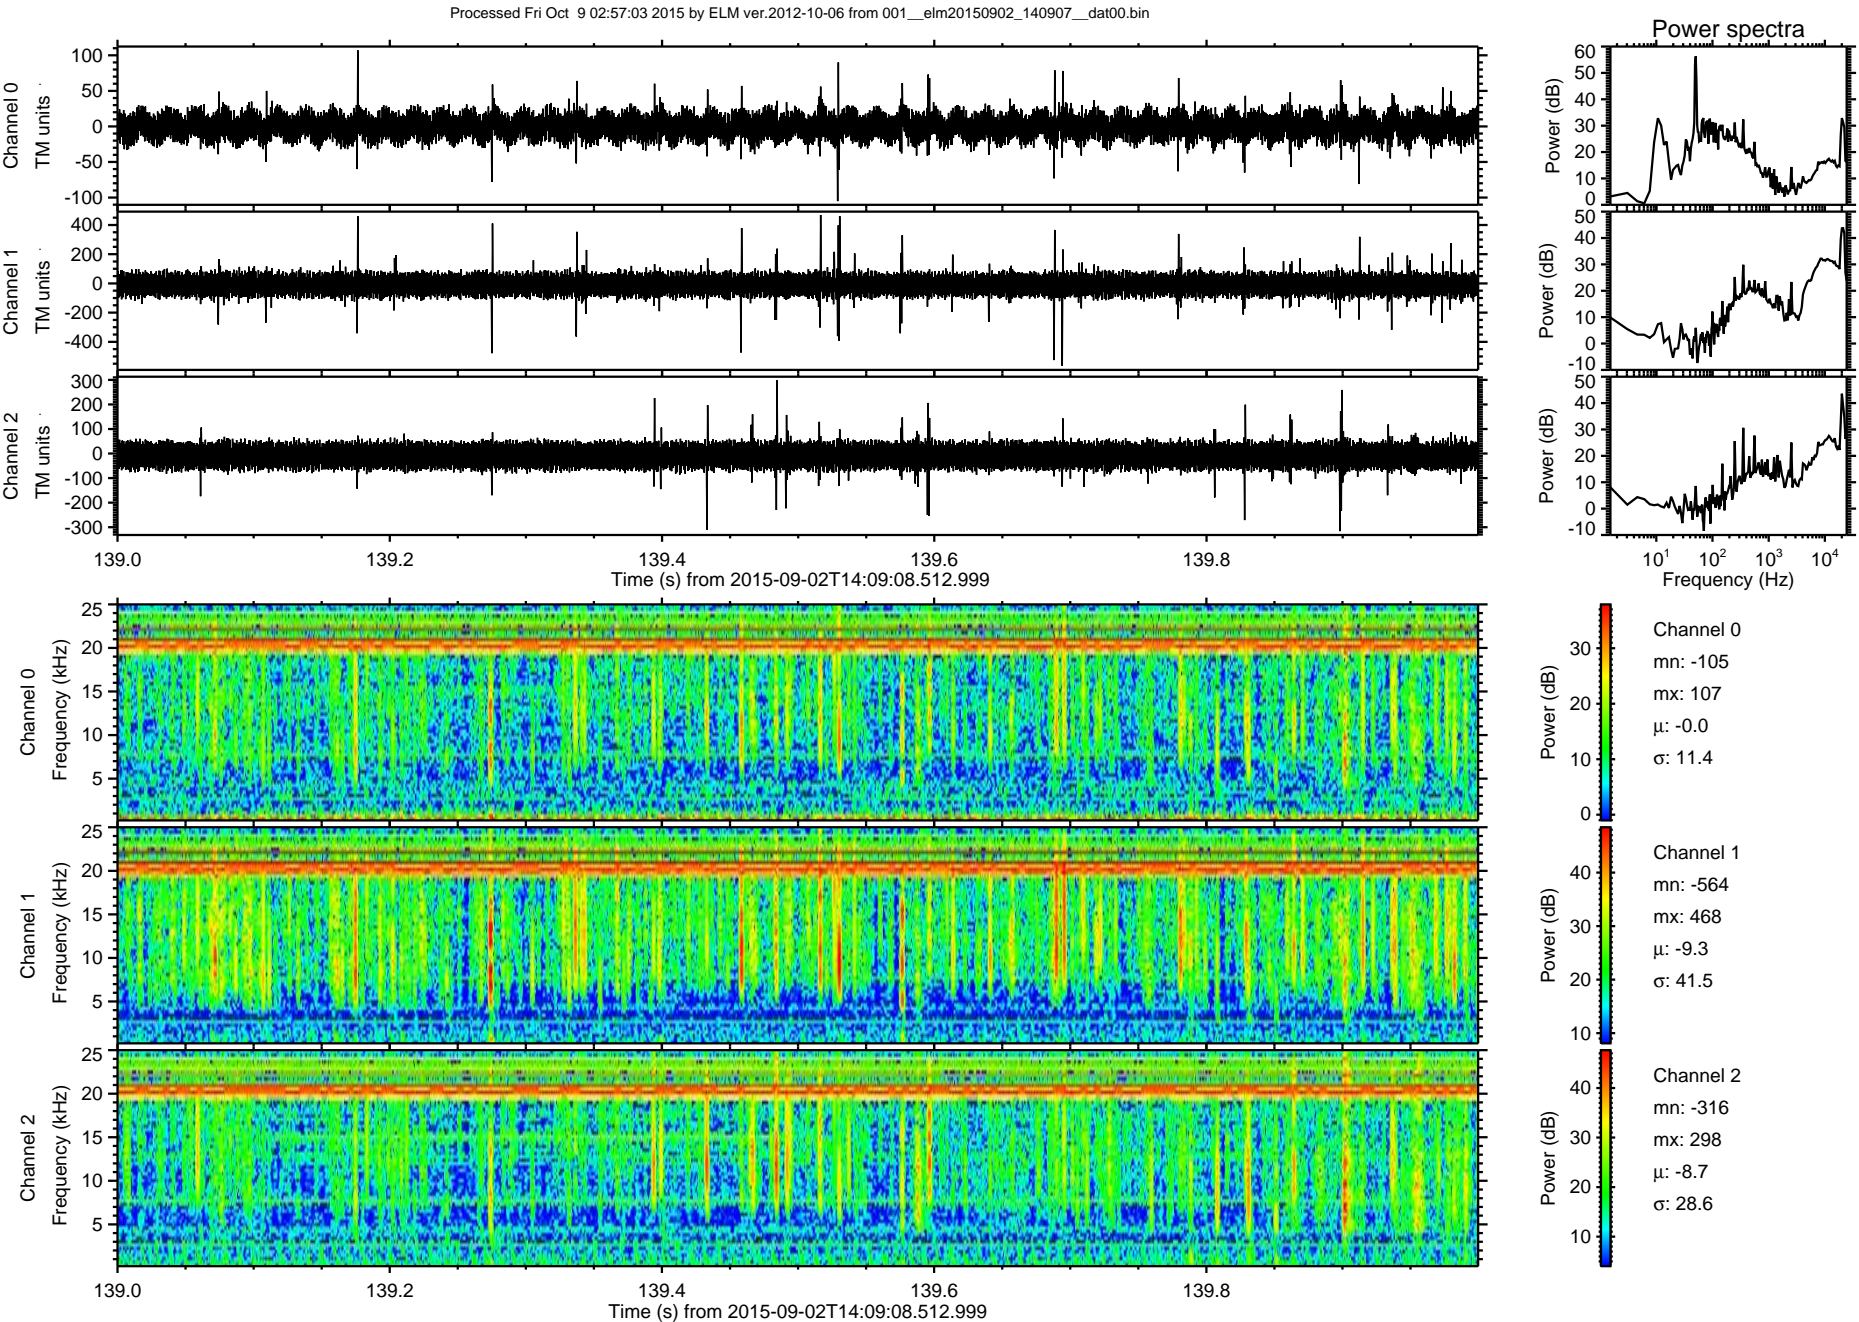 Processed Fri Oct  9 02:57:03 2015 by ELM ver.2012-10-06 from 001__elm20150902_140907__dat00.bin
Power spectra
Channel 0
TM units
100
50
0
-50
-100
Power (dB)
60
50
40
30
20
10
0
Channel 1
TM units
400
200
0
-200
-400
Power (dB)
50
40
30
20
10
0
-10
Channel 2
TM units
300
200
100
0
-100
-200
-300
Power (dB)
50
40
30
20
10
0
-10
139.0 139.2 139.4 139.6 139.8
Time (s) from 2015-09-02T14:09:08.512.999
10¹ 10² 10³ 10⁴
Frequency (Hz)
Channel 0
Frequency (kHz)
25
20
15
10
5
Power (dB)
30
20
10
0
Channel 0
mn: -105
mx: 107
μ: -0.0
σ: 11.4
Channel 1
Frequency (kHz)
25
20
15
10
5
Power (dB)
40
30
20
10
Channel 1
mn: -564
mx: 468
μ: -9.3
σ: 41.5
Channel 2
Frequency (kHz)
25
20
15
10
5
Power (dB)
40
30
20
10
Channel 2
mn: -316
mx: 298
μ: -8.7
σ: 28.6
139.0 139.2 139.4 139.6 139.8
Time (s) from 2015-09-02T14:09:08.512.999